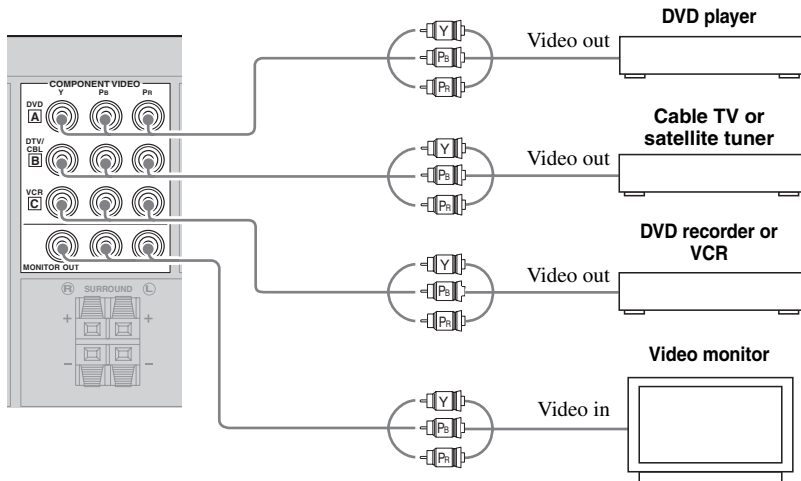 DVD player
Y
Video out
PB
PR
COMPONENT VIDEO
Y PB PR
DVD
A
Cable TV or
satellite tuner
DTV/
CBL
B
Y
Video out
PB
PR
VCR
C
DVD recorder or
VCR
Y
Video out
PB
PR
MONITOR OUT
R SURROUND L
+ +
– –
Video monitor
Y
Video in
PB
PR